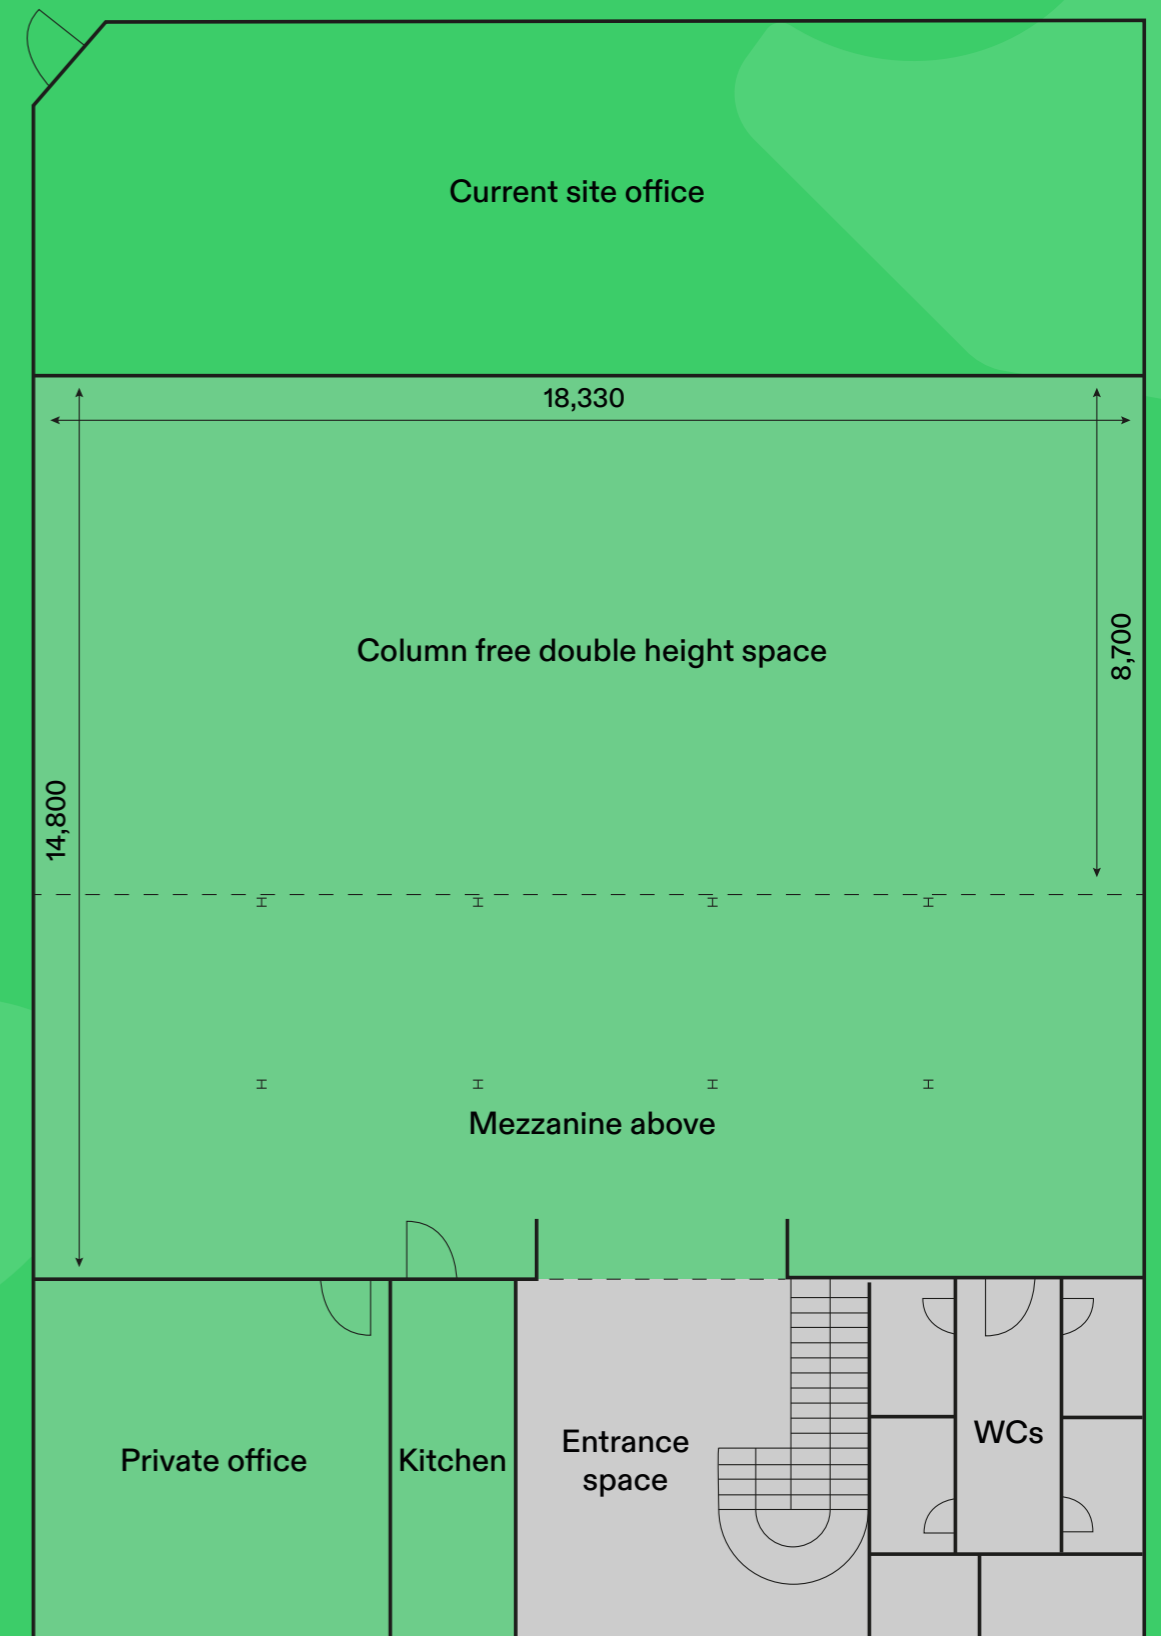 Current site office
18,330
Column free double height space
8,700
14,800
Mezzanine above
Private office
Kitchen
Entrance
space
WCs